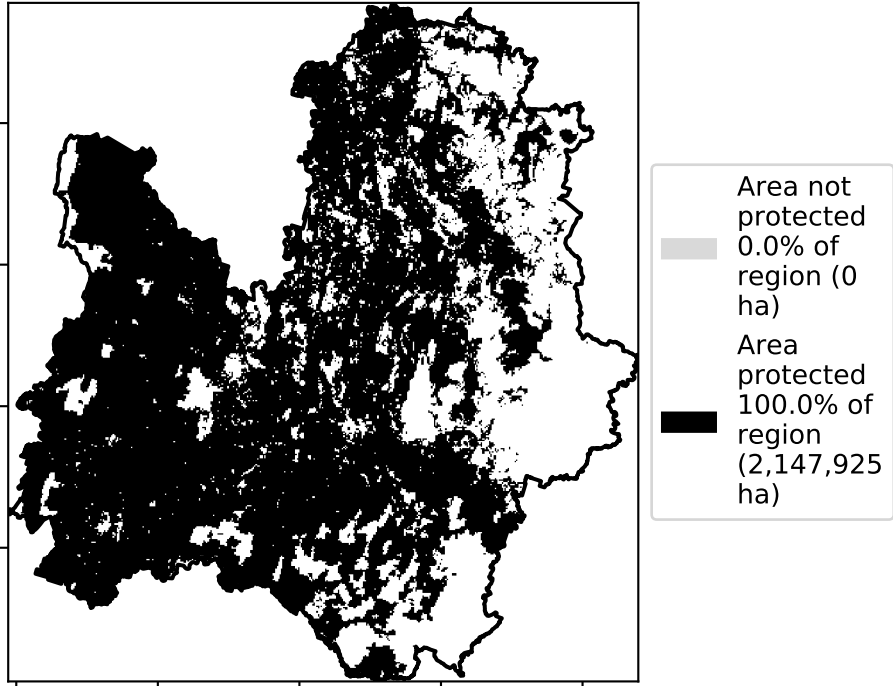 Area not
protected
0.0% of
region (0
ha)
Area
protected
100.0% of
region
(2,147,925
ha)